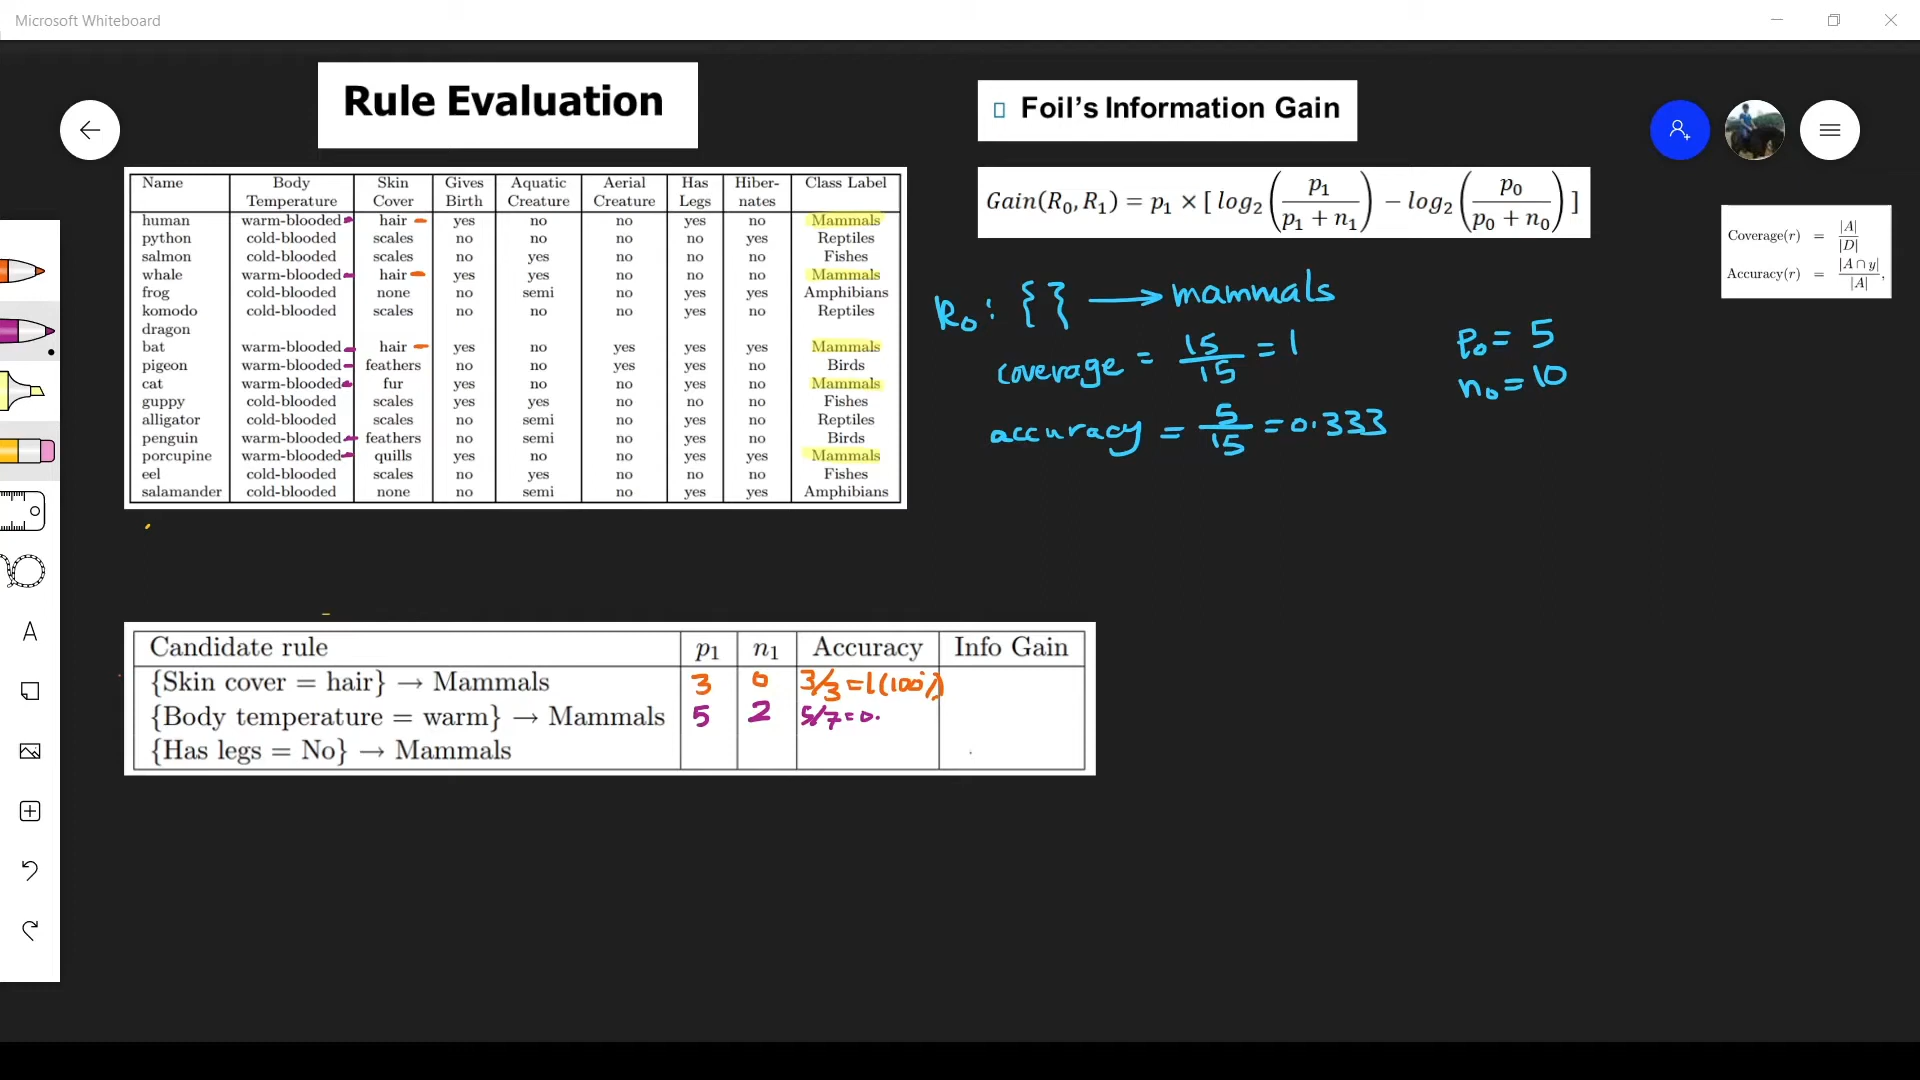 Microsoft Whiteboard
Rule Evaluation
Foil's Information Gain
Name Body Temperature Skin Cover Gives Birth Aquatic Creature Aerial Creature Has Legs Hiber-nates Class Label
human warm-blooded hair yes no no yes no Mammals
python cold-blooded scales no no no no yes Reptiles
salmon cold-blooded scales no yes no no no Fishes
whale warm-blooded hair yes yes no no no Mammals
frog cold-blooded none no semi no yes yes Amphibians
komodo cold-blooded scales no no no yes no Reptiles
dragon
bat warm-blooded hair yes no yes yes yes Mammals
pigeon warm-blooded feathers no no yes yes no Birds
cat warm-blooded fur yes no no yes no Mammals
guppy cold-blooded scales yes yes no no no Fishes
alligator cold-blooded scales no semi no yes no Reptiles
penguin warm-blooded feathers no semi no yes no Birds
porcupine warm-blooded quills yes no no yes yes Mammals
eel cold-blooded scales no yes no no no Fishes
salamander cold-blooded none no semi no yes yes Amphibians
Gain(R₀, R₁) = p₁ × [ log₂ ( p₁ / (p₁ + n₁) ) − log₂ ( p₀ / (p₀ + n₀) ) ]
Coverage(r) = |A| / |D|
Accuracy(r) = |A ∩ y| / |A|,
R₀ : { } → mammals
coverage = 15/15 = 1
accuracy = 5/15 = 0.333
p₀ = 5
n₀ = 10
Candidate rule p₁ n₁ Accuracy Info Gain
{Skin cover = hair} → Mammals 3 0 3/3 = 1 (100%)
{Body temperature = warm} → Mammals 5 2 5/7 = 0.
{Has legs = No} → Mammals